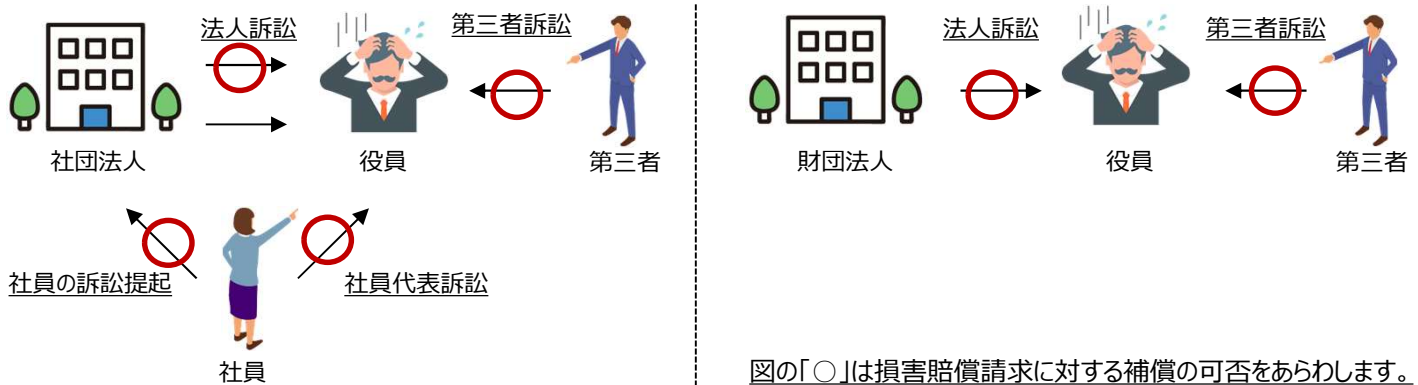 法人訴訟
第三者訴訟
社団法人
役員
第三者
社員の訴訟提起
社員代表訴訟
社員
法人訴訟
第三者訴訟
財団法人
役員
第三者
図の「○」は損害賠償請求に対する補償の可否をあらわします。